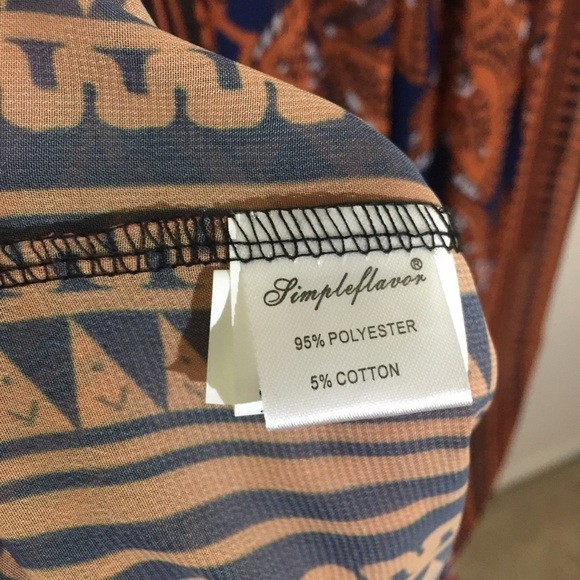 Simpleflavor®
95% POLYESTER
5% COTTON